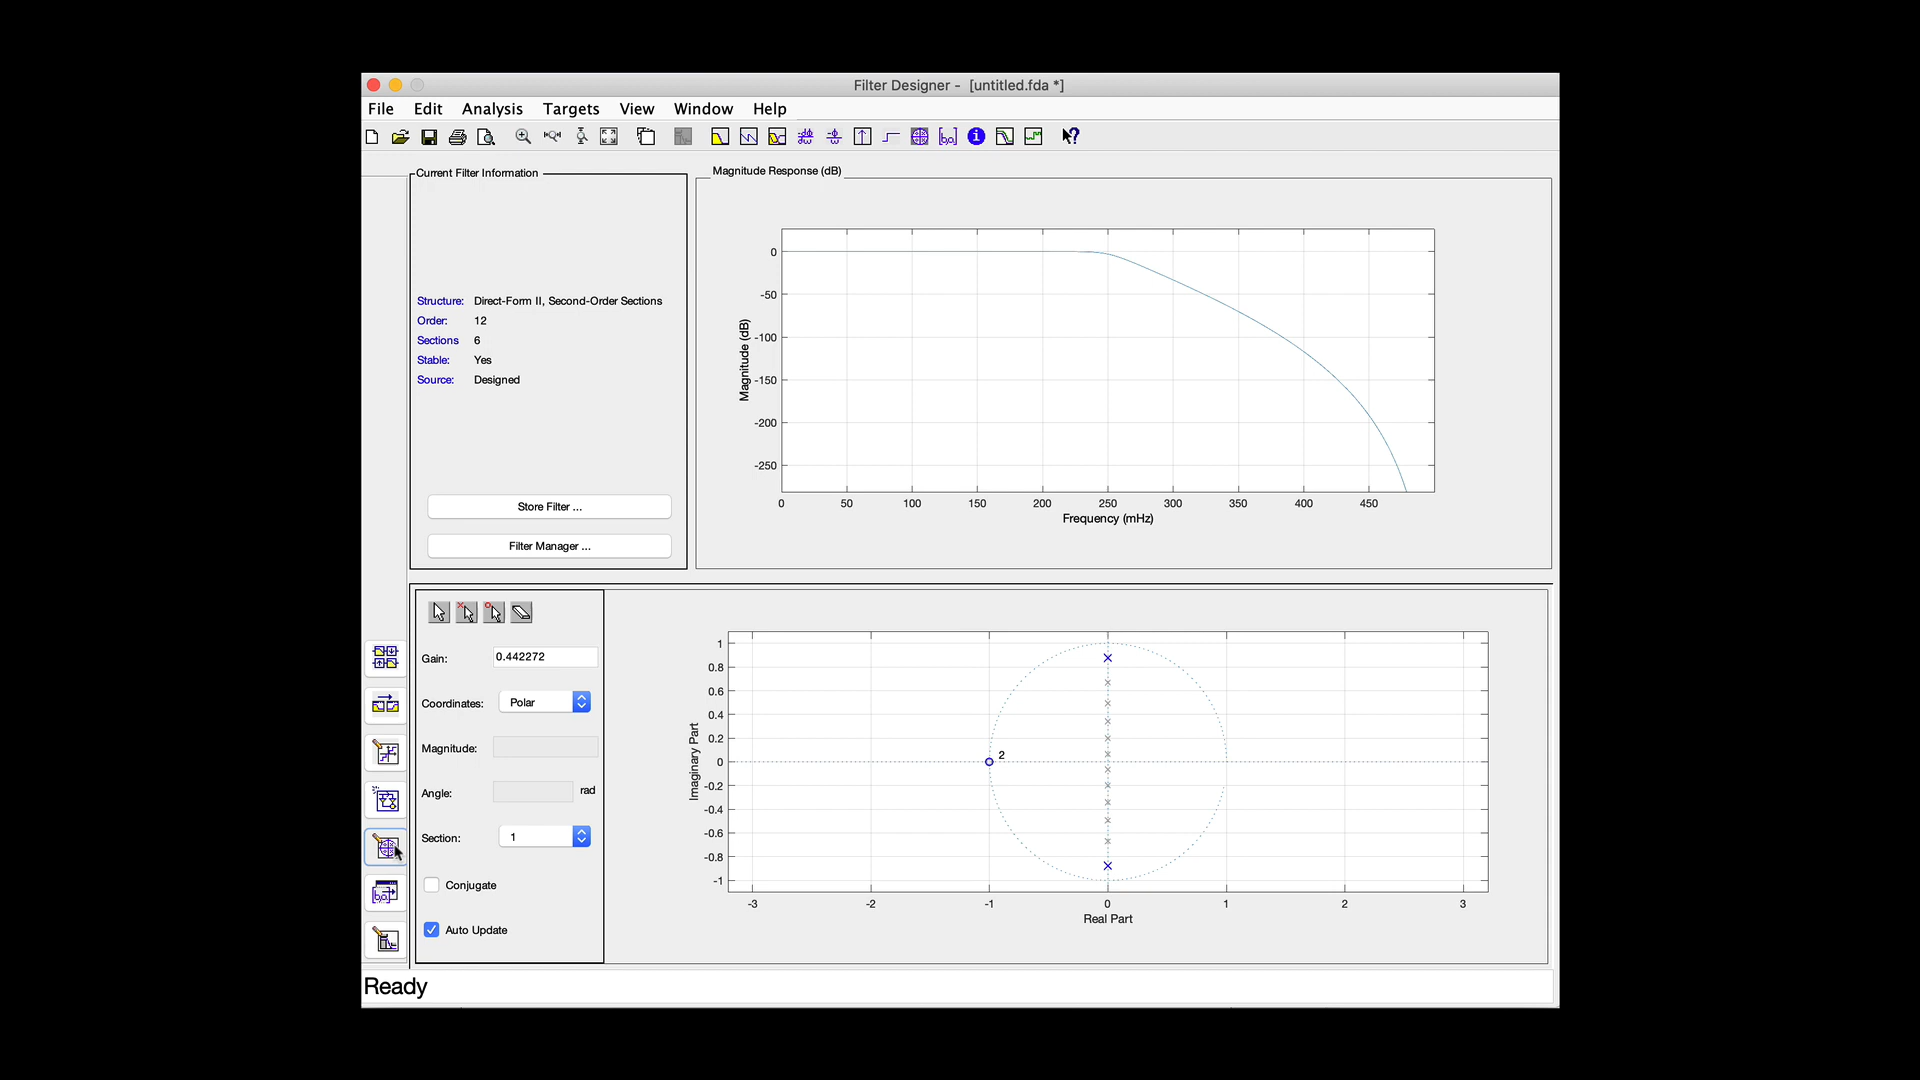 Filter Designer - [untitled.fda *]
File Edit Analysis Targets View Window Help
Current Filter Information
Structure: Direct-Form II, Second-Order Sections
Order: 12
Sections 6
Stable: Yes
Source: Designed
Store Filter ...
Filter Manager ...
Magnitude Response (dB)
Magnitude (dB)
0
-50
-100
-150
-200
-250
0 50 100 150 200 250 300 350 400 450
Frequency (mHz)
Gain: 0.442272
Coordinates: Polar
Magnitude:
Angle: rad
Section: 1
Conjugate
Auto Update
Imaginary Part
1
0.8
0.6
0.4
0.2
0
-0.2
-0.4
-0.6
-0.8
-1
2
-3 -2 -1 0 1 2 3
Real Part
Ready